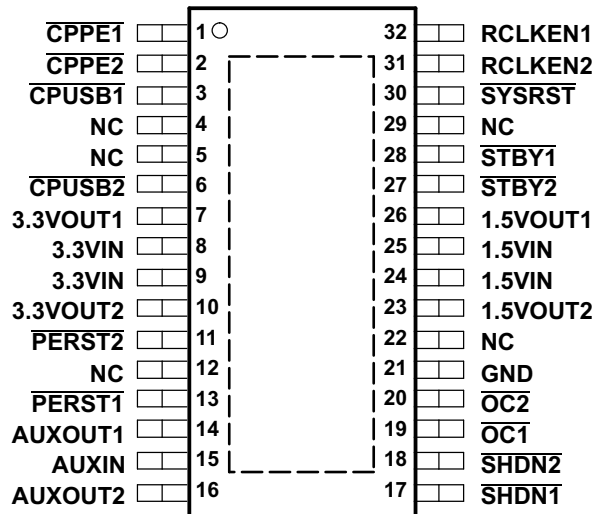 CPPE1 1 32 RCLKEN1
CPPE2 2 31 RCLKEN2
CPUSB1 3 30 SYSRST
NC 4 29 NC
NC 5 28 STBY1
CPUSB2 6 27 STBY2
3.3VOUT1 7 26 1.5VOUT1
3.3VIN 8 25 1.5VIN
3.3VIN 9 24 1.5VIN
3.3VOUT2 10 23 1.5VOUT2
PERST2 11 22 NC
NC 12 21 GND
PERST1 13 20 OC2
AUXOUT1 14 19 OC1
AUXIN 15 18 SHDN2
AUXOUT2 16 17 SHDN1